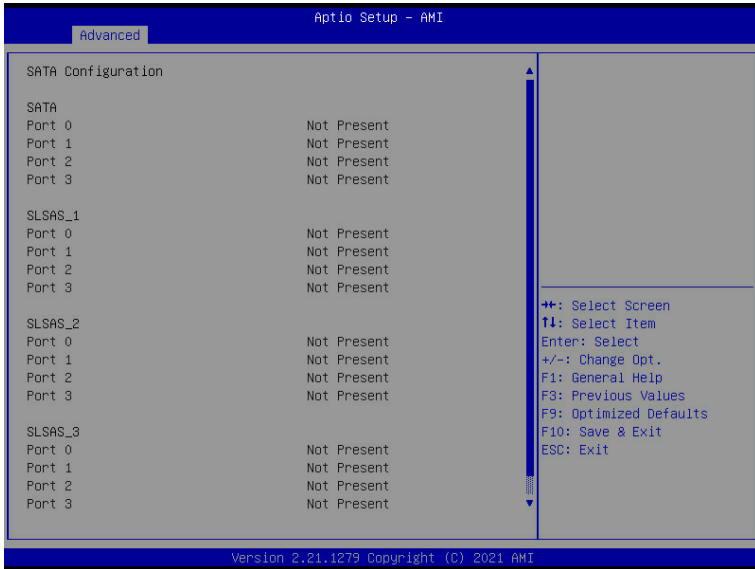 Aptio Setup – AMI
Advanced
SATA Configuration
SATA
Port 0 Not Present
Port 1 Not Present
Port 2 Not Present
Port 3 Not Present
SLSAS_1
Port 0 Not Present
Port 1 Not Present
Port 2 Not Present
Port 3 Not Present
SLSAS_2
Port 0 Not Present
Port 1 Not Present
Port 2 Not Present
Port 3 Not Present
SLSAS_3
Port 0 Not Present
Port 1 Not Present
Port 2 Not Present
Port 3 Not Present
→←: Select Screen
↑↓: Select Item
Enter: Select
+/-: Change Opt.
F1: General Help
F3: Previous Values
F9: Optimized Defaults
F10: Save & Exit
ESC: Exit
Version 2.21.1279 Copyright (C) 2021 AMI